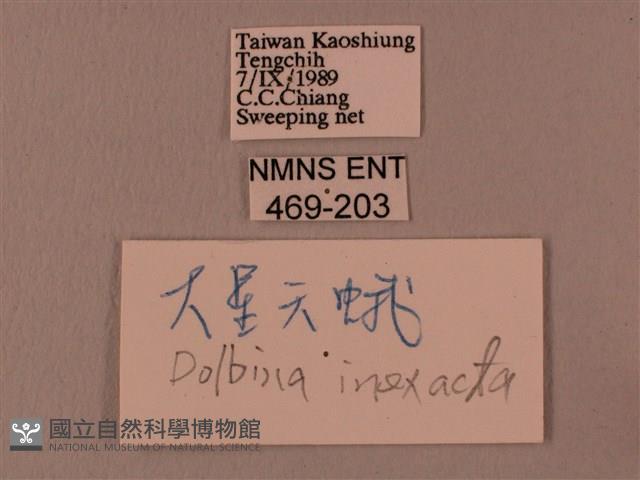 Taiwan Kaoshiung
Tengchih
7/IX/1989
C.C.Chiang
Sweeping net
NMNS ENT
469-203
大星天蛾
Dolbina inexacta
國立自然科學博物館
NATIONAL MUSEUM OF NATURAL SCIENCE